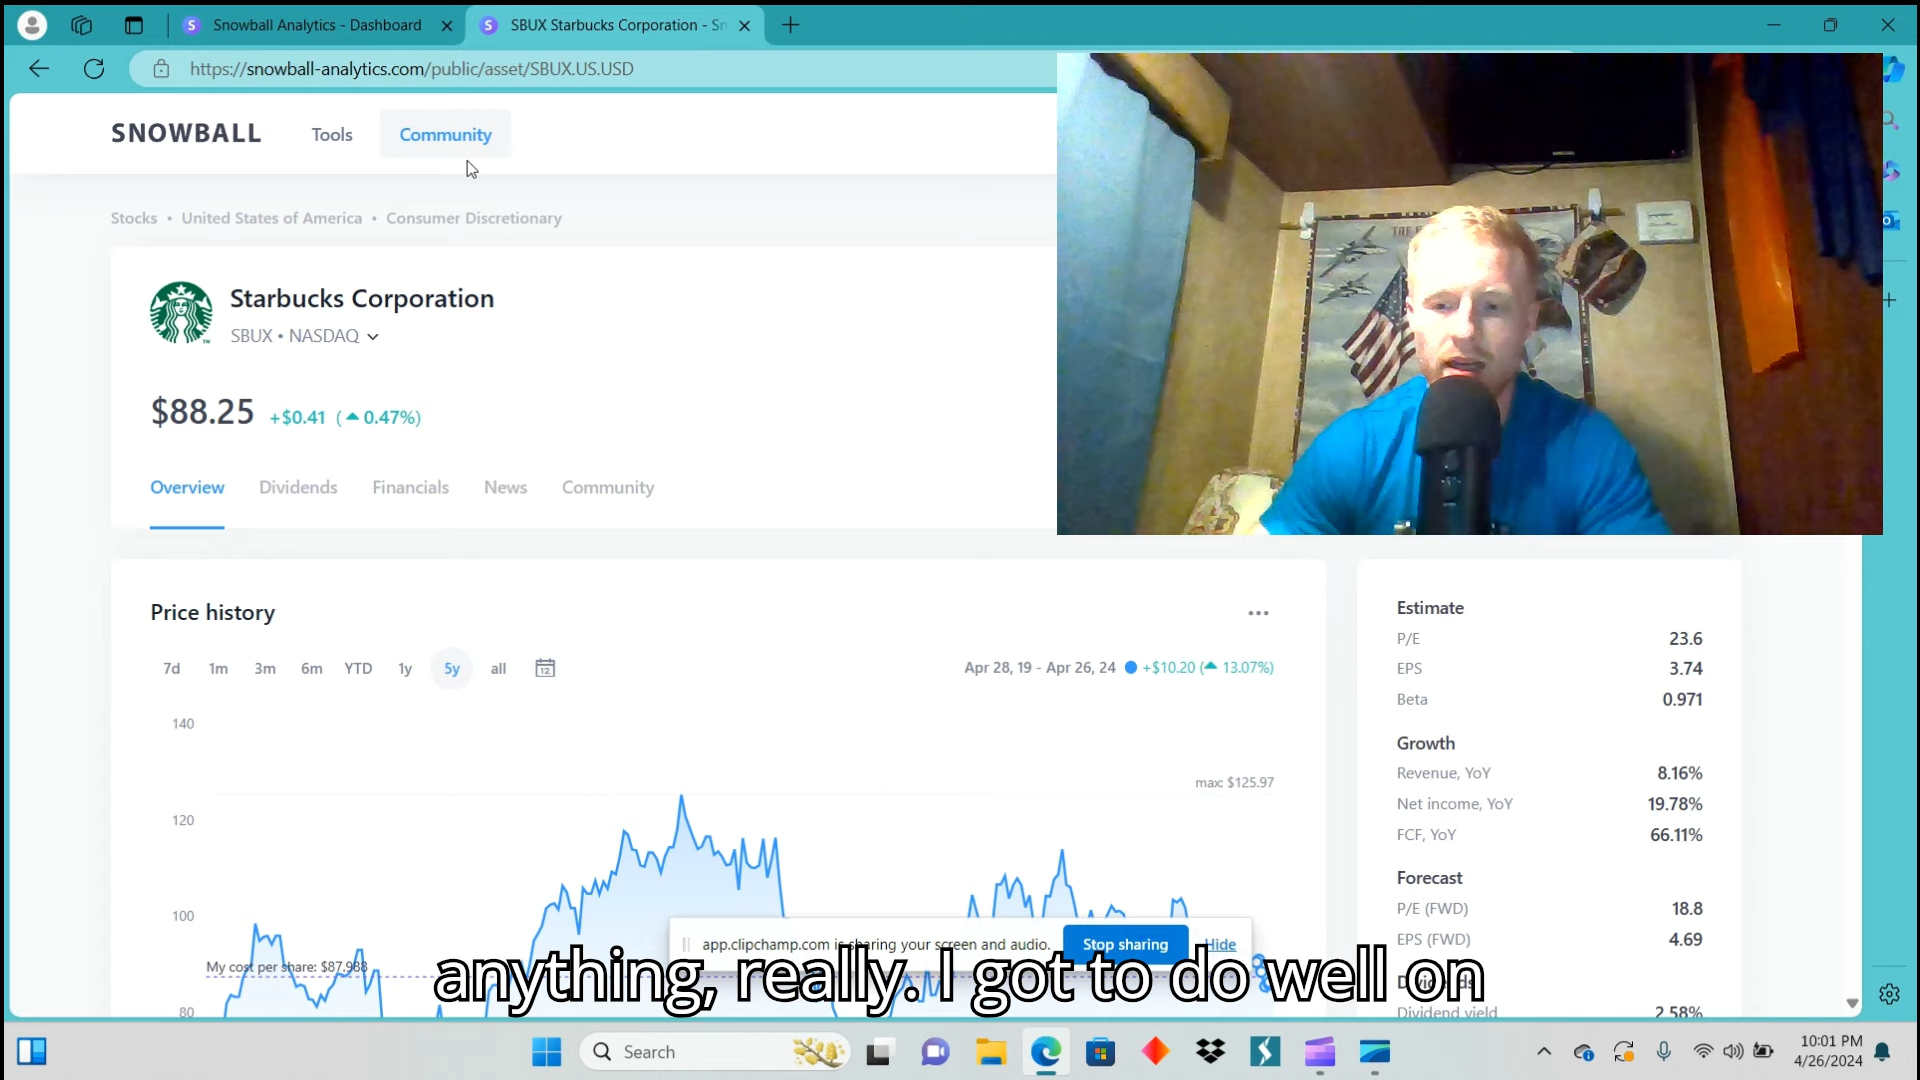 Snowball Analytics - Dashboard
SBUX Starbucks Corporation - Sn
https://snowball-analytics.com/public/asset/SBUX.US.USD
SNOWBALL
Tools
Community
Stocks • United States of America • Consumer Discretionary
Starbucks Corporation
SBUX • NASDAQ
$88.25 +$0.41 (▲ 0.47%)
Overview Dividends Financials News Community
Price history
7d 1m 3m 6m YTD 1y 5y all
12
Apr 28, 19 - Apr 26, 24 +$10.20 (▲ 13.07%)
140
max: $125.97
120
100
My cost per share: $87.988
80
Estimate
P/E 23.6
EPS 3.74
Beta 0.971
Growth
Revenue, YoY 8.16%
Net income, YoY 19.78%
FCF, YoY 66.11%
Forecast
P/E (FWD) 18.8
EPS (FWD) 4.69
Dividend yield 2.58%
app.clipchamp.com is sharing your screen and audio.
Stop sharing
Hide
anything, really. I got to do well on
Search
10:01 PM
4/26/2024